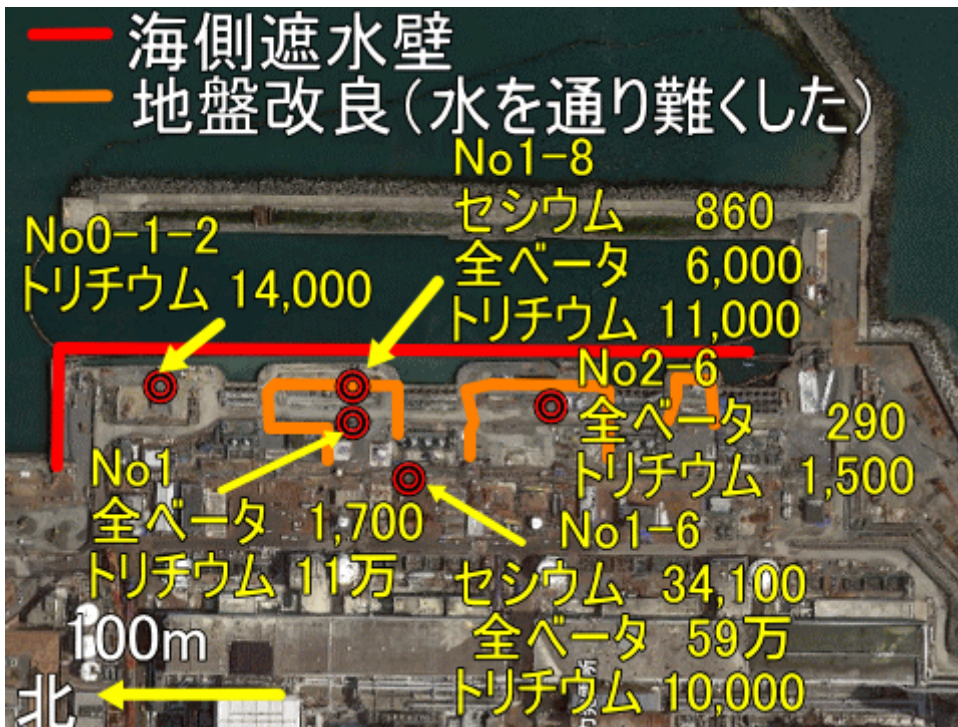 海側遮水壁
地盤改良(水を通り難くした)
No1-8
セシウム 860
全ベータ 6,000
トリチウム 11,000
No0-1-2
トリチウム 14,000
No2-6
全ベータ 290
トリチウム 1,500
No1
全ベータ 1,700
トリチウム 11万
No1-6
セシウム 34,100
全ベータ 59万
トリチウム 10,000
100m
北